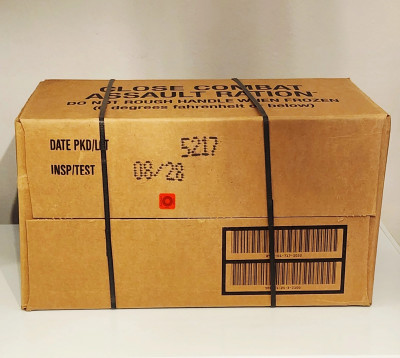 CLOSE COMBAT
ASSAULT RATION
DO NOT ROUGH HANDLE WHEN FROZEN
(0 degrees fahrenheit or below)
DATE PKD/LOT 5217
INSP/TEST 08/28